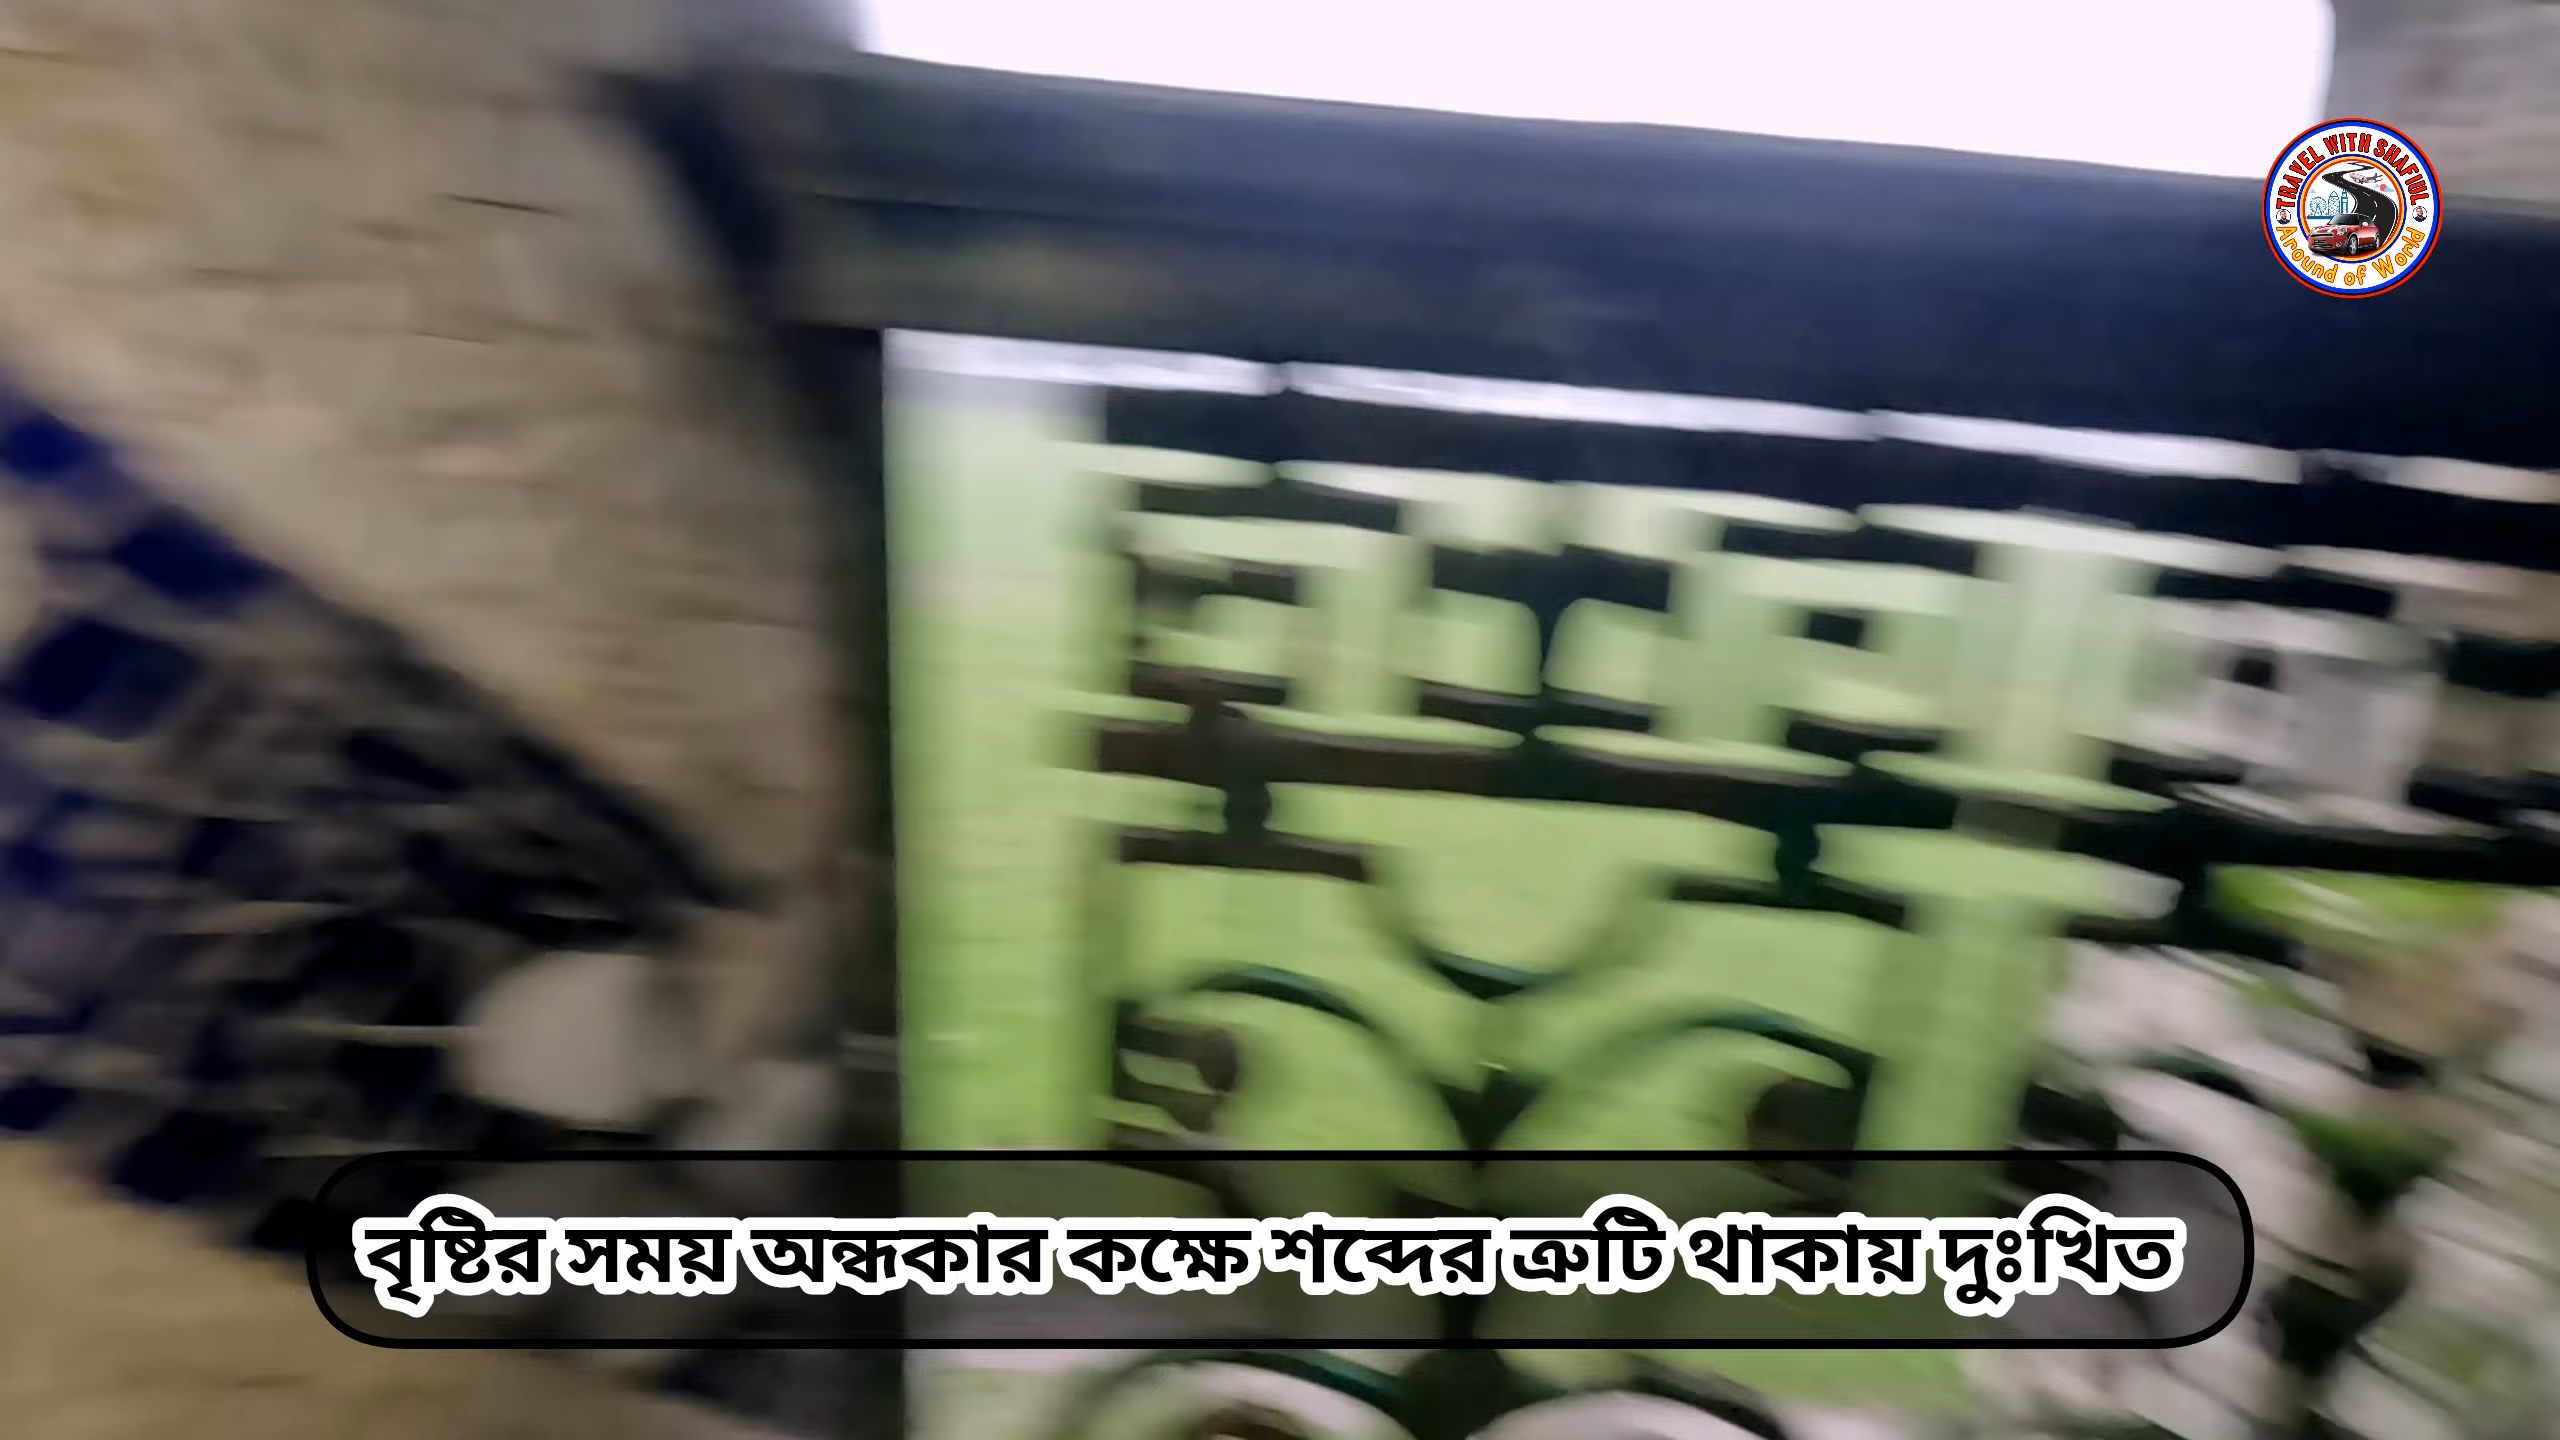 TRAVEL WITH SHAFIUL
Around of World
বৃষ্টির সময় অন্ধকার কক্ষে শব্দের ত্রুটি থাকায় দুঃখিত